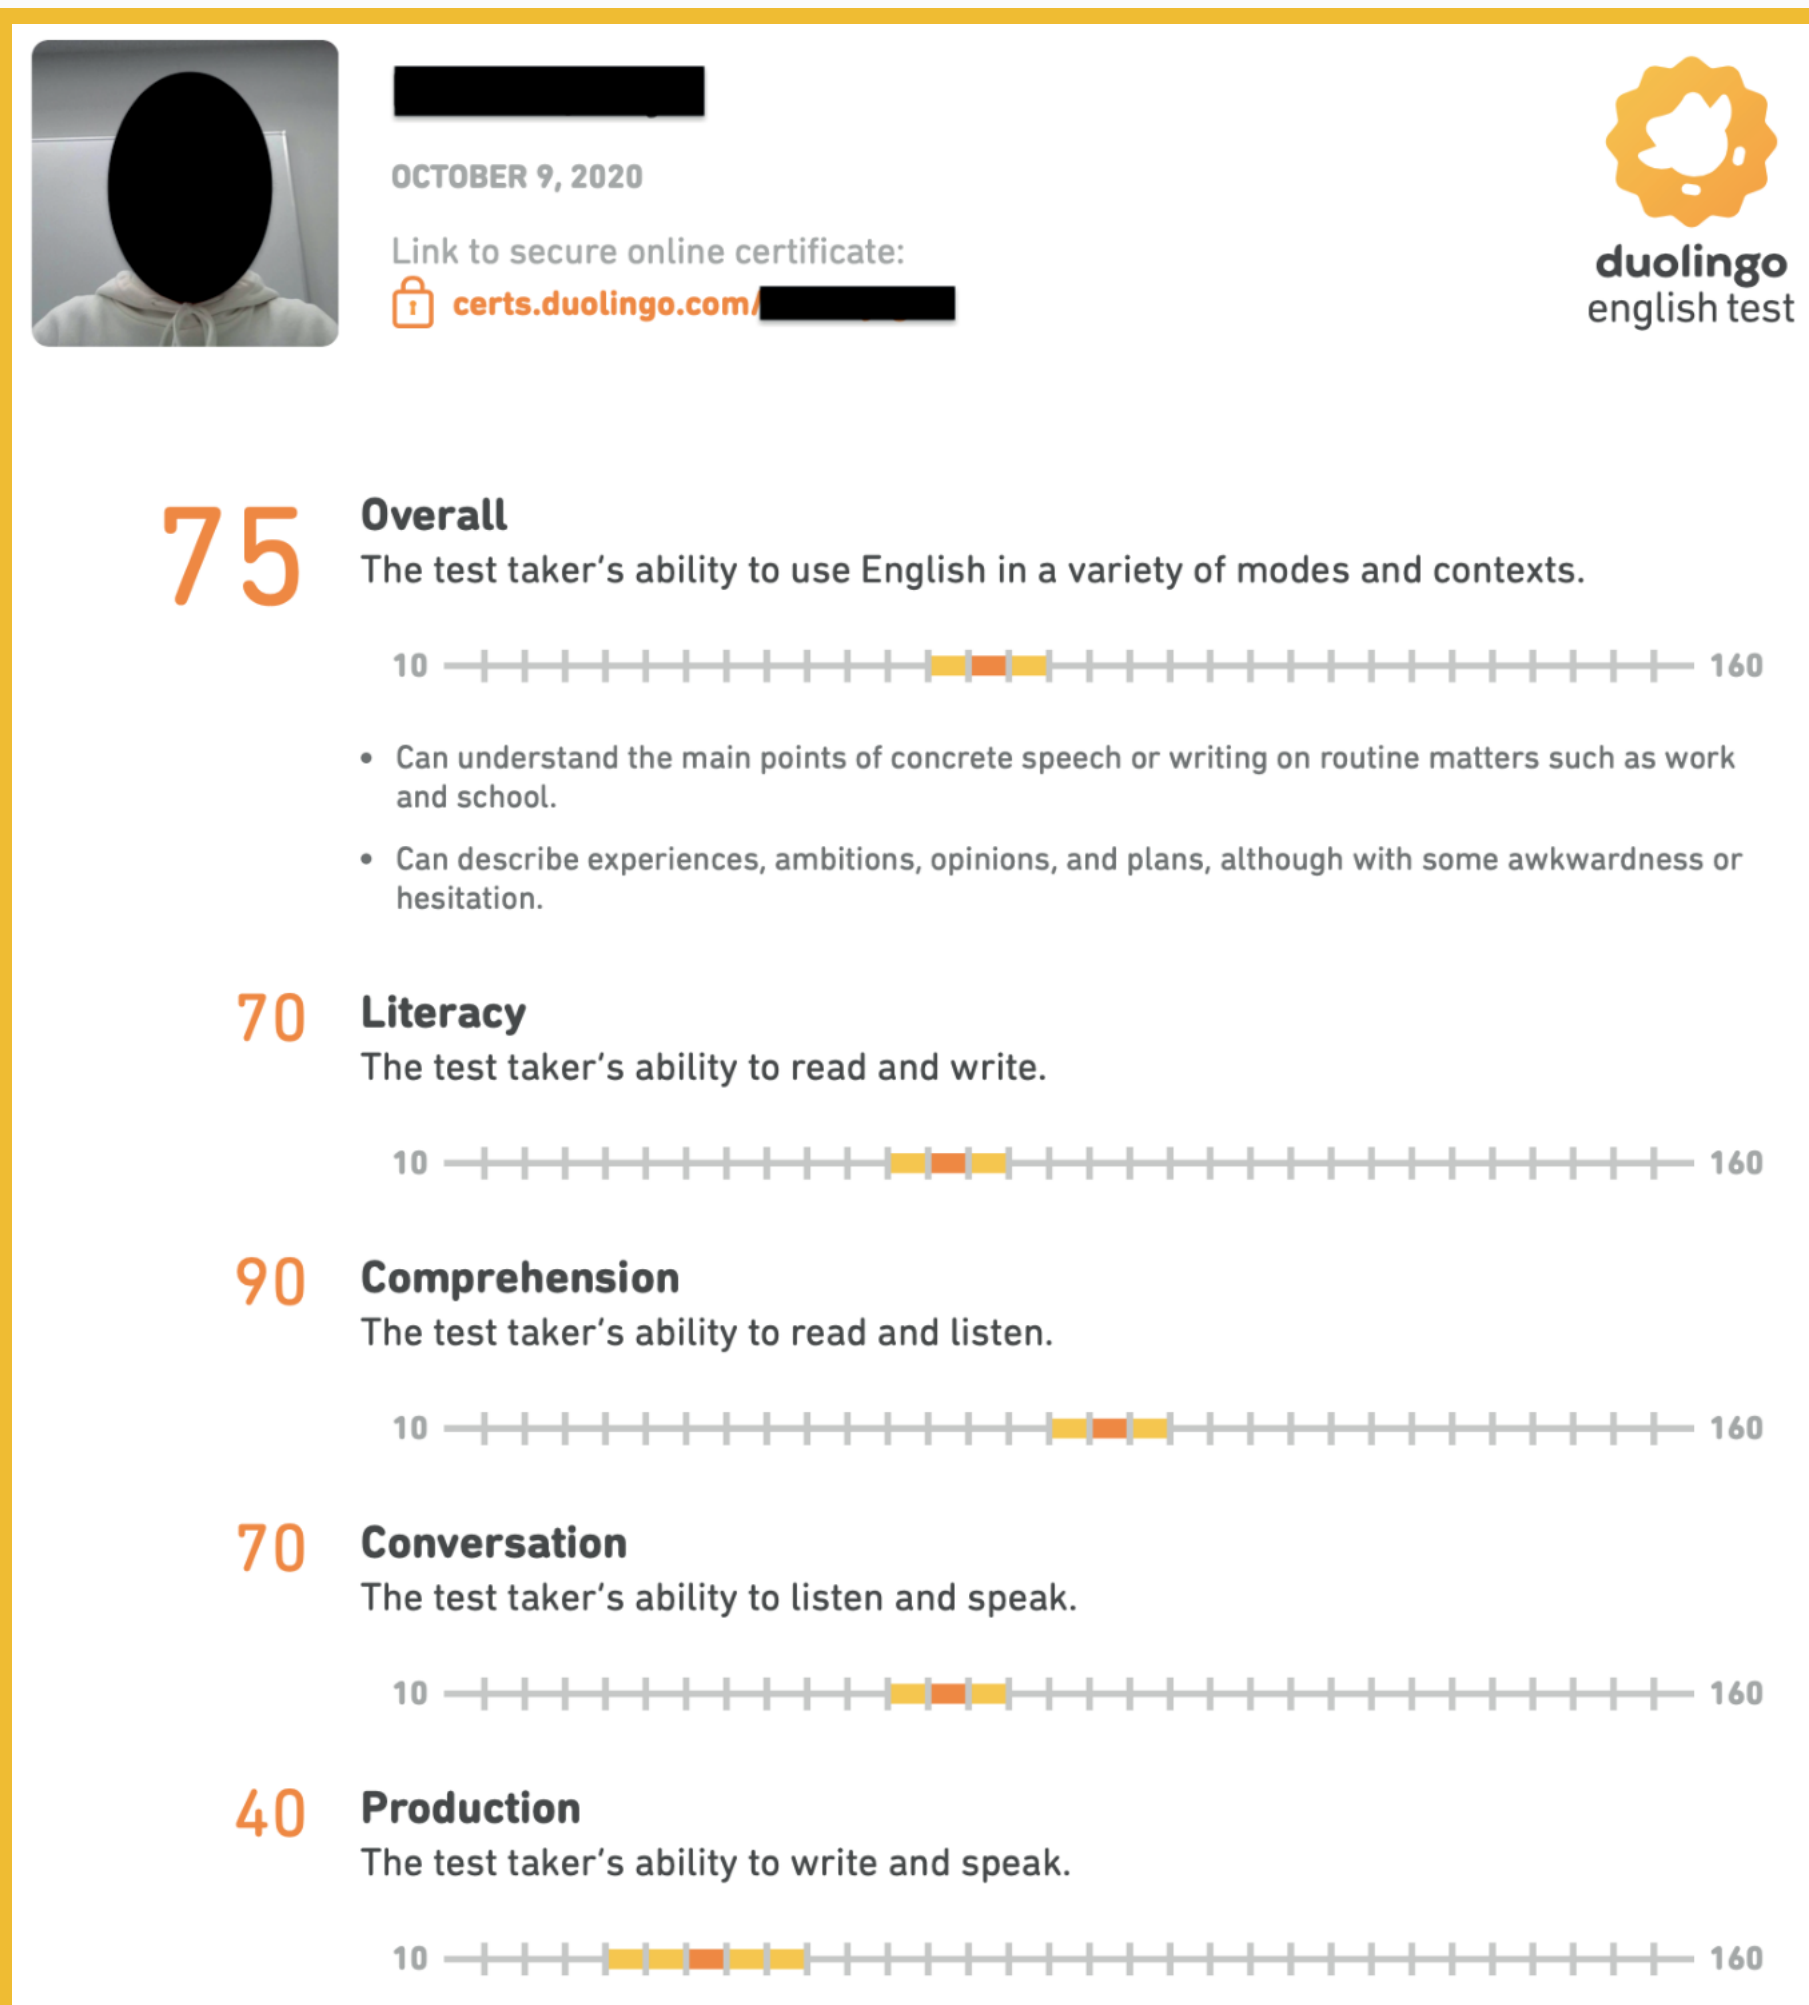 OCTOBER 9, 2020
Link to secure online certificate:
certs.duolingo.com/
duolingo
english test
75 Overall
The test taker's ability to use English in a variety of modes and contexts.
10 160
• Can understand the main points of concrete speech or writing on routine matters such as work
and school.
• Can describe experiences, ambitions, opinions, and plans, although with some awkwardness or
hesitation.
70 Literacy
The test taker's ability to read and write.
10 160
90 Comprehension
The test taker's ability to read and listen.
10 160
70 Conversation
The test taker's ability to listen and speak.
10 160
40 Production
The test taker's ability to write and speak.
10 160